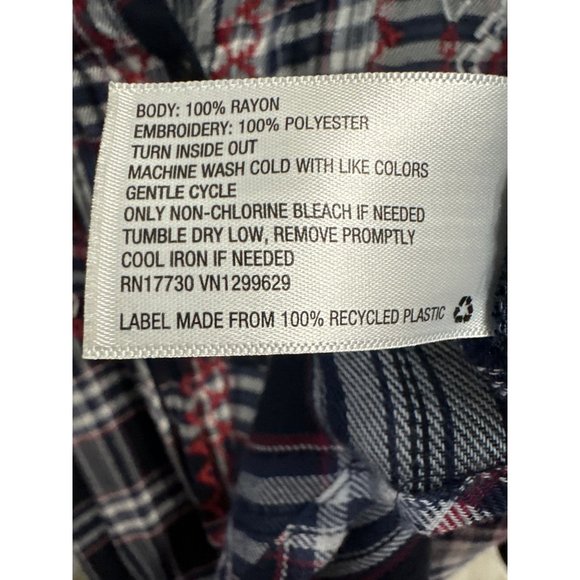 BODY: 100% RAYON
EMBROIDERY: 100% POLYESTER
TURN INSIDE OUT
MACHINE WASH COLD WITH LIKE COLORS
GENTLE CYCLE
ONLY NON-CHLORINE BLEACH IF NEEDED
TUMBLE DRY LOW, REMOVE PROMPTLY
COOL IRON IF NEEDED
RN17730 VN1299629
LABEL MADE FROM 100% RECYCLED PLASTIC